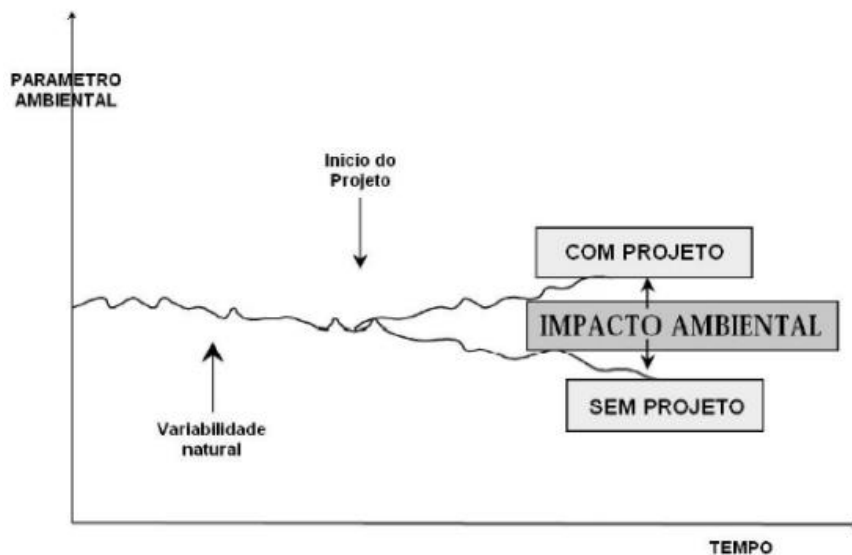 PARAMETRO
AMBIENTAL
Inicio do
Projeto
COM PROJETO
IMPACTO AMBIENTAL
SEM PROJETO
Variabilidade
natural
TEMPO